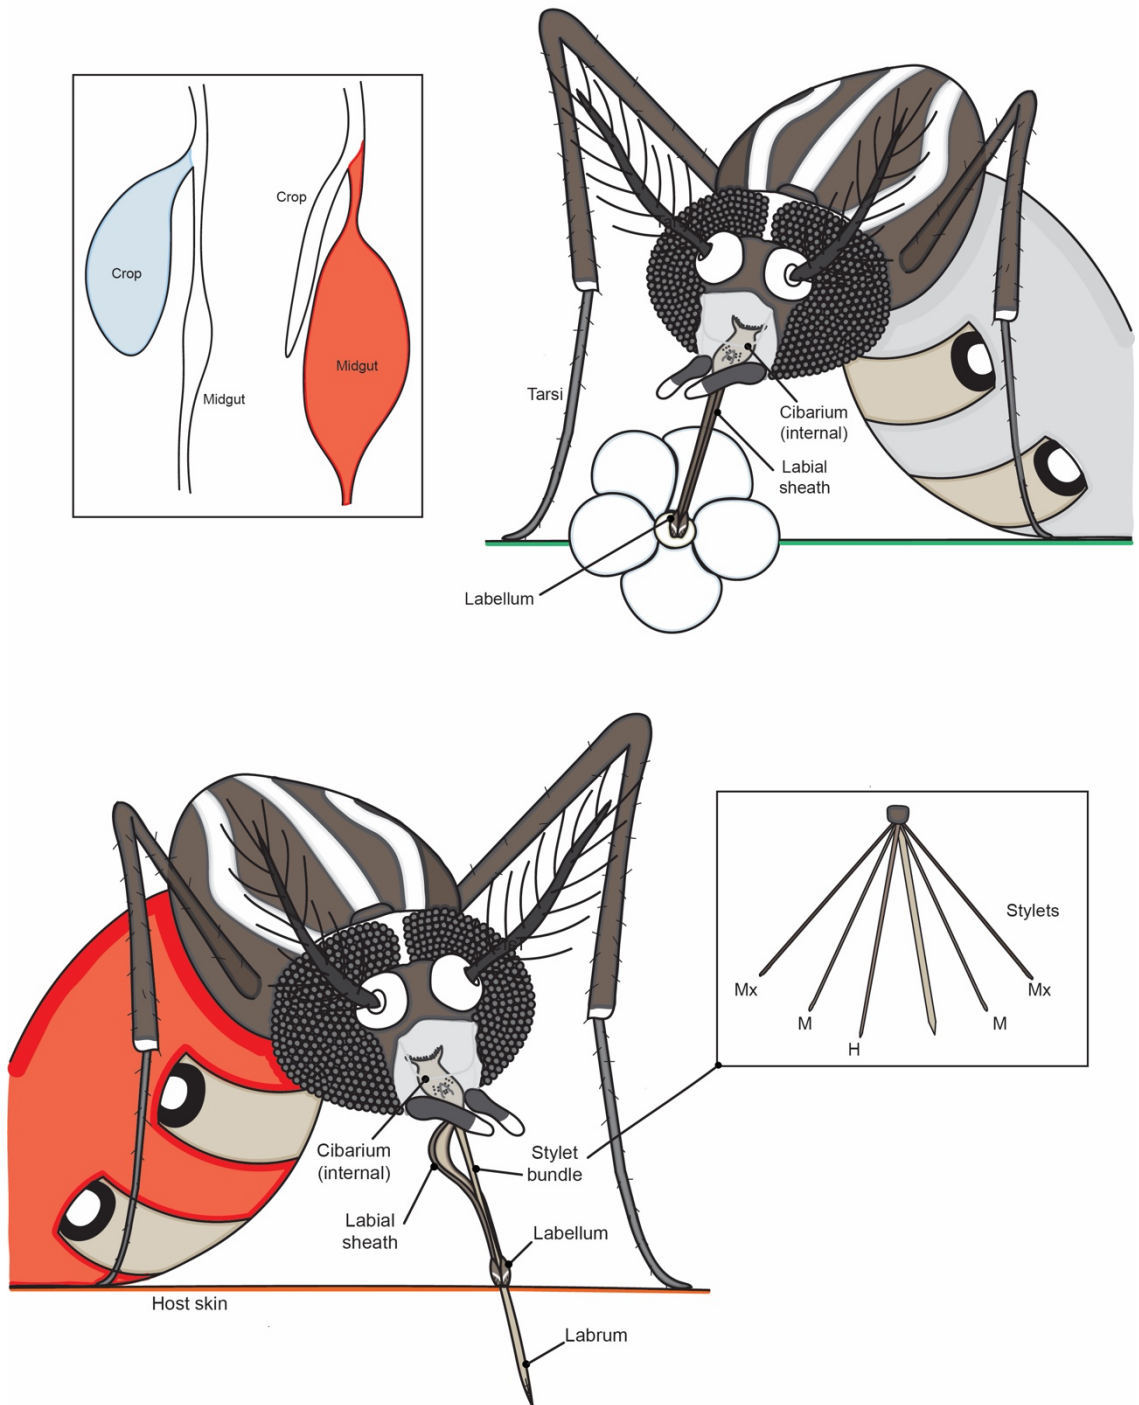 Crop
Crop
Midgut
Midgut
Tarsi
Cibarium
(internal)
Labial
sheath
Labellum
Stylets
Mx
Mx
M
M
H
Cibarium
(internal)
Stylet
bundle
Labial
sheath
Labellum
Host skin
Labrum